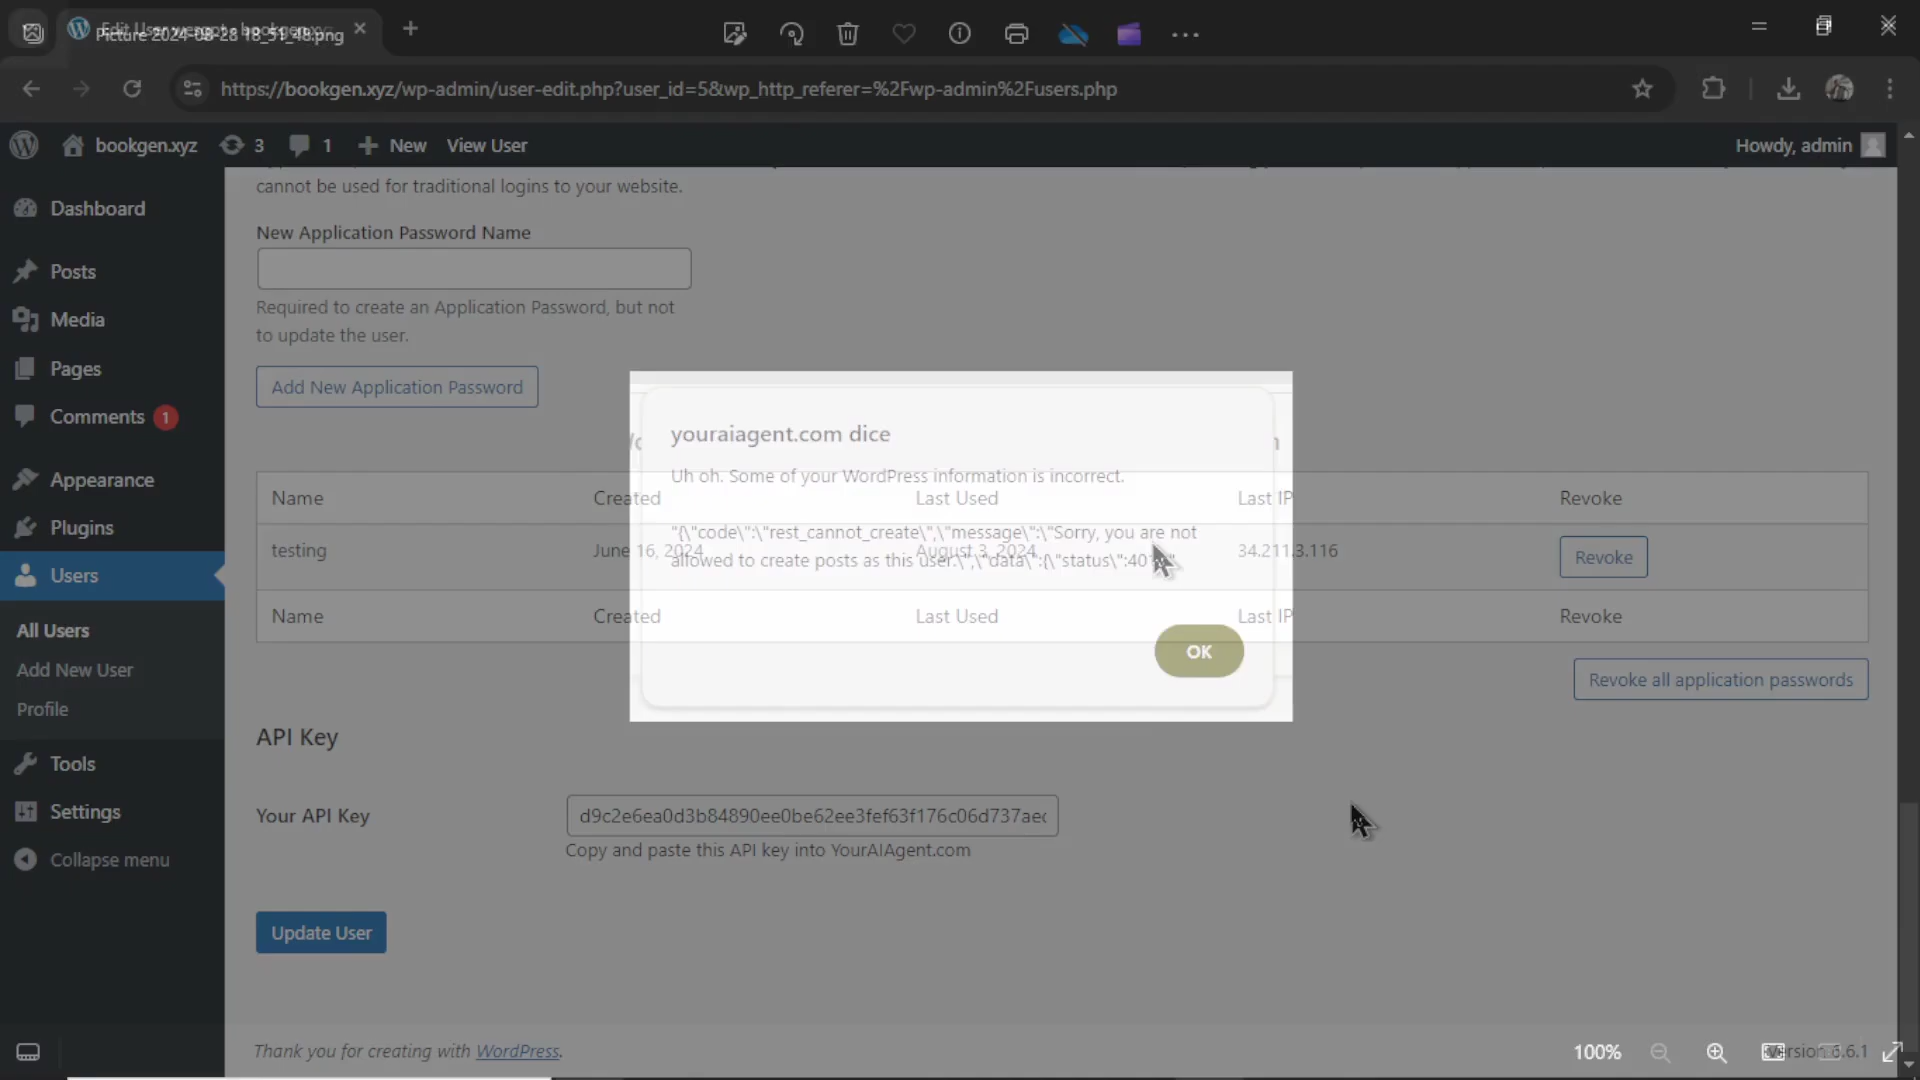 Picture 2024-08-28 18_51_48.png
https://bookgen.xyz/wp-admin/user-edit.php?user_id=5&wp_http_referer=%2Fwp-admin%2Fusers.php
bookgen.xyz 3 1 New View User Howdy, admin
Dashboard
Posts
Media
Pages
Comments 1
Appearance
Plugins
Users
All Users
Add New User
Profile
Tools
Settings
Collapse menu
cannot be used for traditional logins to your website.
New Application Password Name
Required to create an Application Password, but not
to update the user.
Add New Application Password
youraiagent.com dice
Uh oh. Some of your WordPress information is incorrect.
"{\"code\":\"rest_cannot_create\",\"message\":\"Sorry, you are not
allowed to create posts as this user.\",\"data\":{\"status\":40
OK
Name Created Last Used Last IP Revoke
testing June 16, 2024 August 3, 2024 34.211.3.116 Revoke
Name Created Last Used Last IP Revoke
Revoke all application passwords
API Key
Your API Key d9c2e6ea0d3b84890ee0be62ee3fef63f176c06d737aec
Copy and paste this API key into YourAIAgent.com
Update User
Thank you for creating with WordPress.
100%
Version 6.6.1